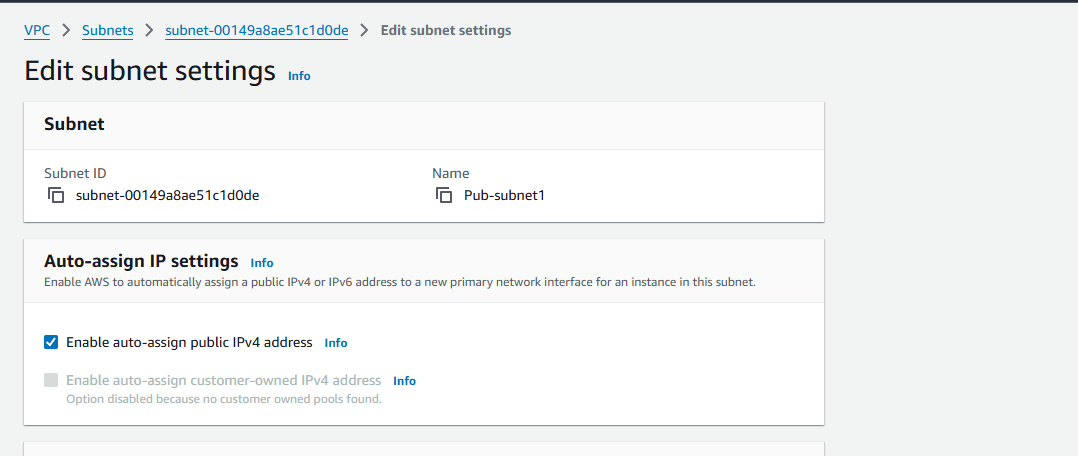 VPC > Subnets > subnet-00149a8ae51c1d0de > Edit subnet settings
Edit subnet settings Info
Subnet
Subnet ID Name
subnet-00149a8ae51c1d0de Pub-subnet1
Auto-assign IP settings Info
Enable AWS to automatically assign a public IPv4 or IPv6 address to a new primary network interface for an instance in this subnet.
Enable auto-assign public IPv4 address Info
Enable auto-assign customer-owned IPv4 address Info
Option disabled because no customer owned pools found.